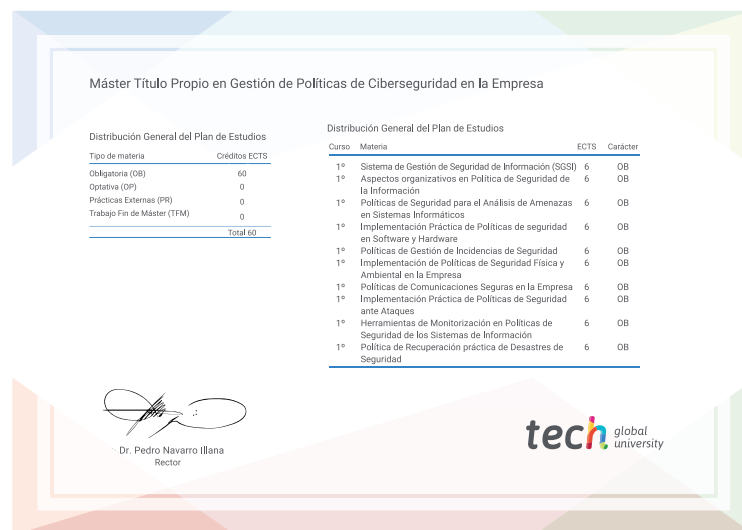 Máster Título Propio en Gestión de Políticas de Ciberseguridad en la Empresa
Distribución General del Plan de Estudios
Tipo de materia Créditos ECTS
Obligatoria (OB) 60
Optativa (OP) 0
Prácticas Externas (PR) 0
Trabajo Fin de Máster (TFM) 0
Total 60
Distribución General del Plan de Estudios
Curso Materia ECTS Carácter
1º Sistema de Gestión de Seguridad de Información (SGSI) 6 OB
1º Aspectos organizativos en Política de Seguridad de 6 OB
la Información
1º Políticas de Seguridad para el Análisis de Amenazas 6 OB
en Sistemas Informáticos
1º Implementación Práctica de Políticas de seguridad 6 OB
en Software y Hardware
1º Políticas de Gestión de Incidencias de Seguridad 6 OB
1º Implementación de Políticas de Seguridad Física y 6 OB
Ambiental en la Empresa
1º Políticas de Comunicaciones Seguras en la Empresa 6 OB
1º Implementación Práctica de Políticas de Seguridad 6 OB
ante Ataques
1º Herramientas de Monitorización en Políticas de 6 OB
Seguridad de los Sistemas de Información
1º Política de Recuperación práctica de Desastres de 6 OB
Seguridad
Dr. Pedro Navarro Illana
Rector
tech global
university